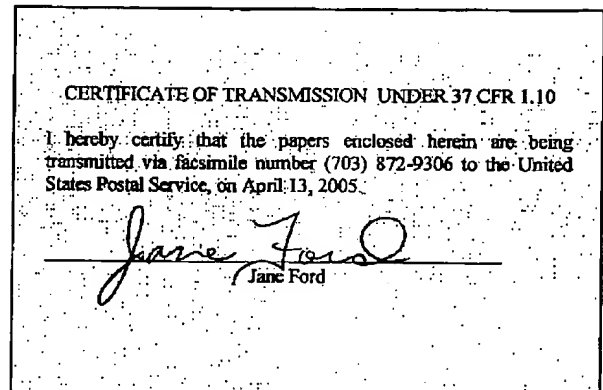 CERTIFICATE OF TRANSMISSION UNDER 37 CFR 1.10
I hereby certify that the papers enclosed herein are being
transmitted via facsimile number (703) 872-9306 to the United
States Postal Service, on April 13, 2005.
Jane Ford
Jane Ford